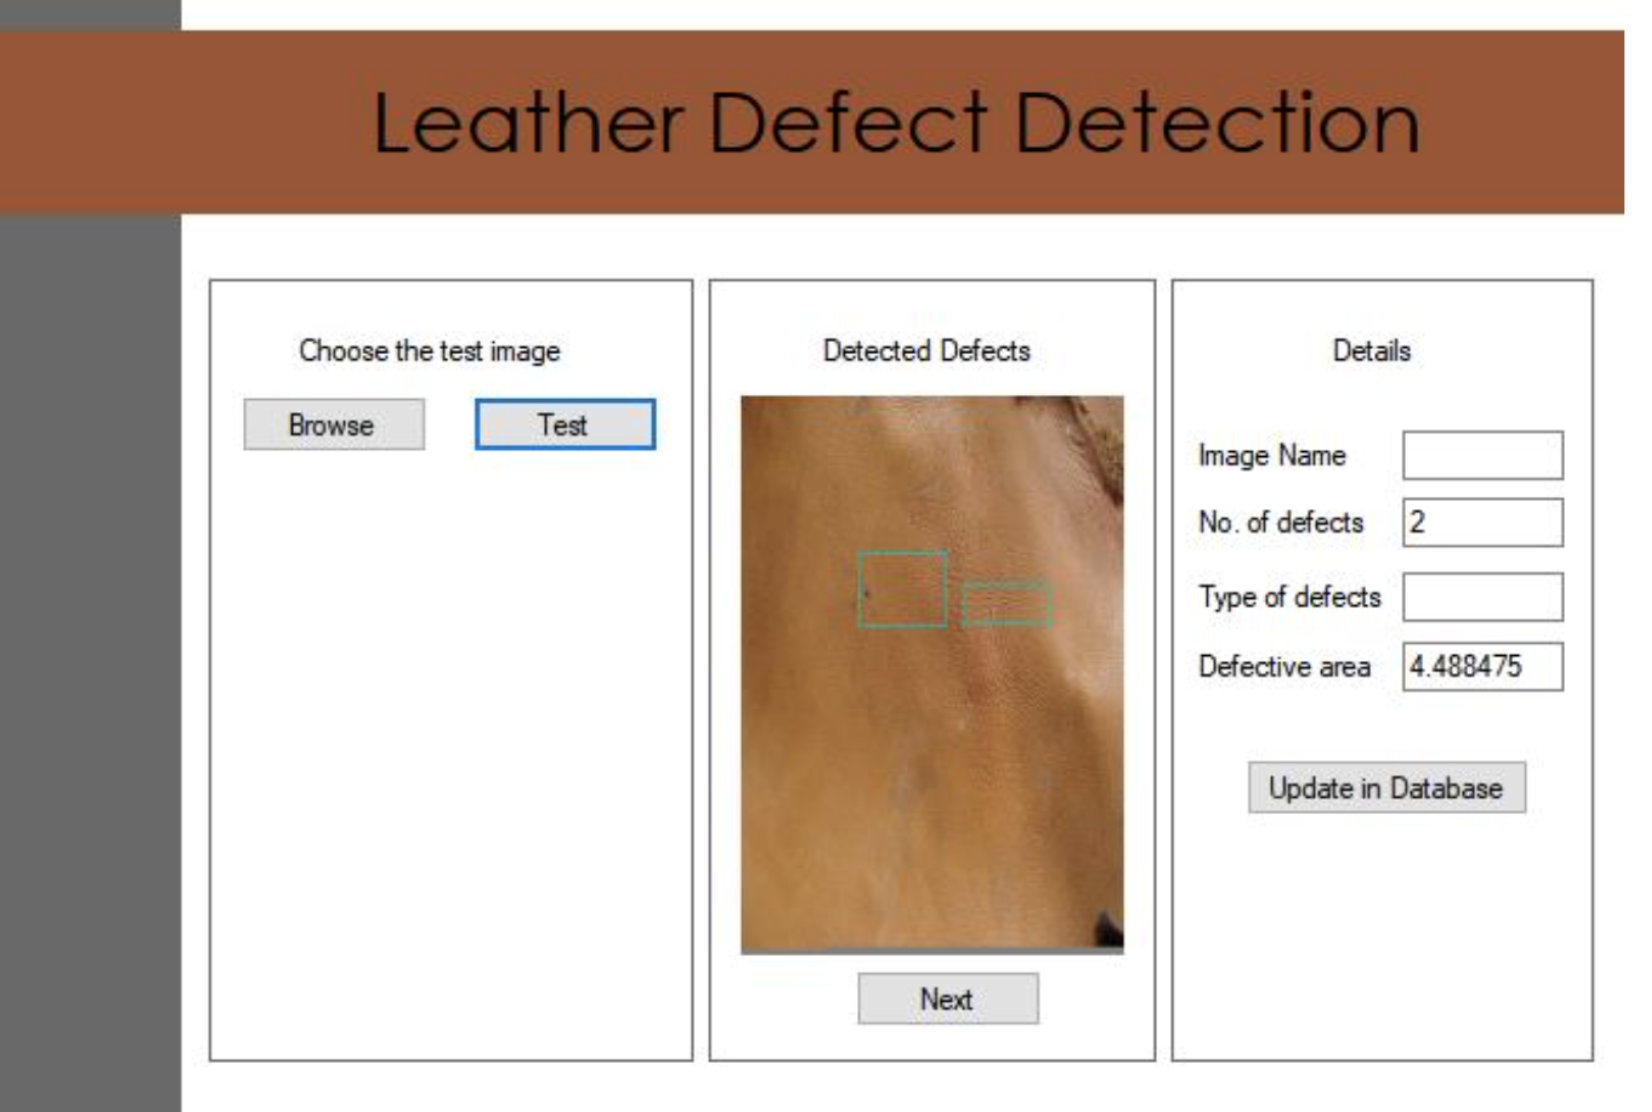 Leather Defect Detection
Choose the test image
Browse
Test
Detected Defects
Next
Details
Image Name
No. of defects 2
Type of defects
Defective area 4.488475
Update in Database